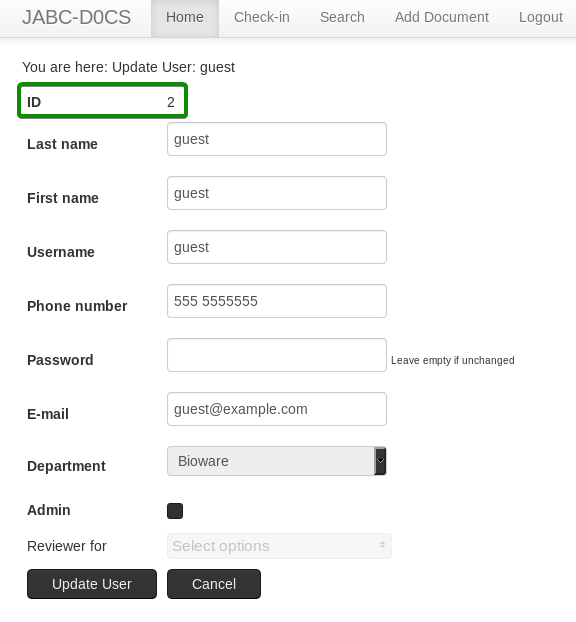 JABC-D0CS Home Check-in Search Add Document Logout
You are here: Update User: guest
ID 2
Last name guest
First name guest
Username guest
Phone number 555 5555555
Password Leave empty if unchanged
E-mail guest@example.com
Department Bioware
Admin
Reviewer for Select options
Update User Cancel